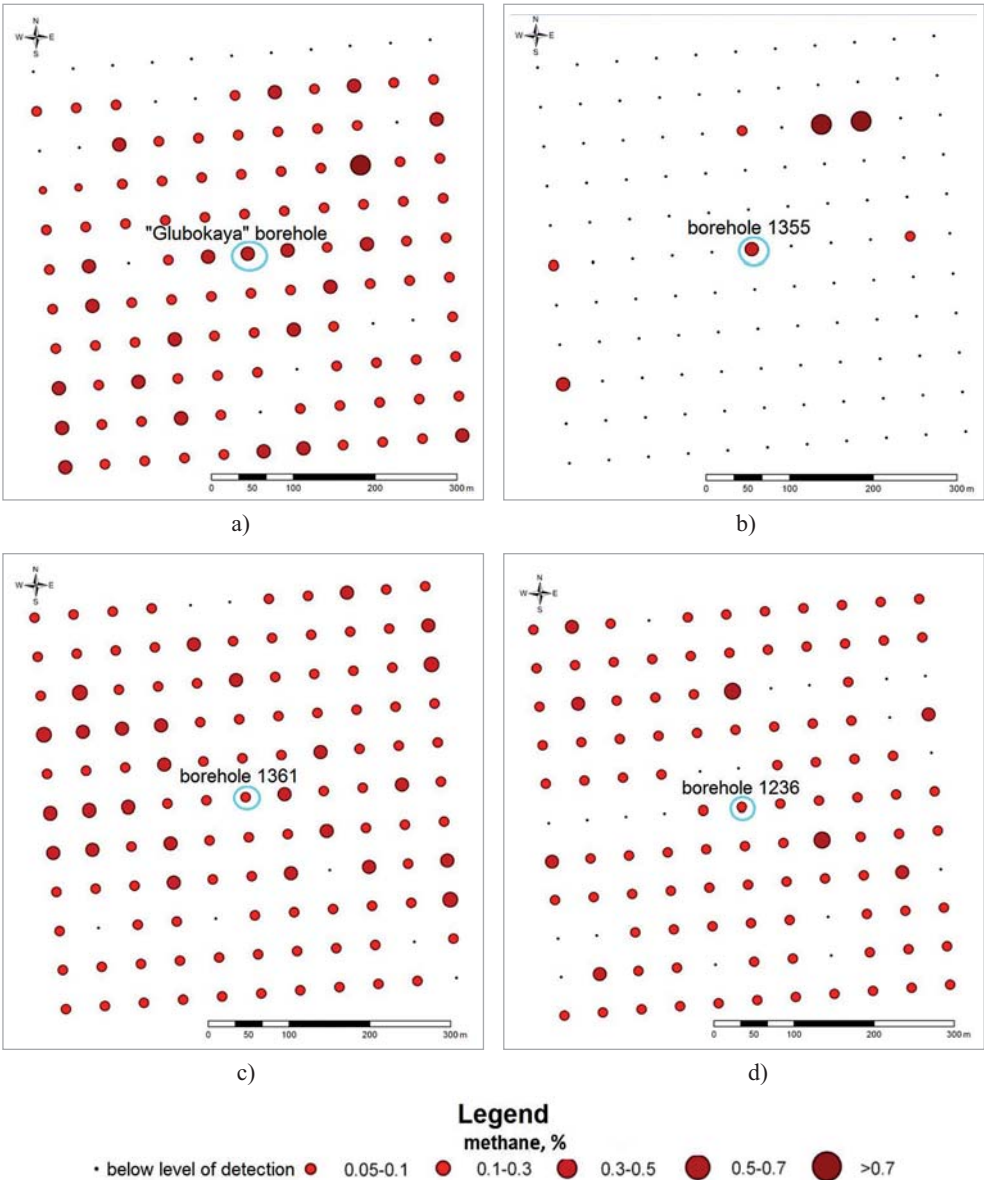 N
W E
S
"Glubokaya" borehole
0 50 100 200 300 m
a)
N
W E
S
borehole 1355
0 50 100 200 300 m
b)
N
W E
S
borehole 1361
0 50 100 200 300 m
c)
N
W E
S
borehole 1236
0 50 100 200 300 m
d)
Legend
methane, %
below level of detection 0.05-0.1 0.1-0.3 0.3-0.5 0.5-0.7 >0.7